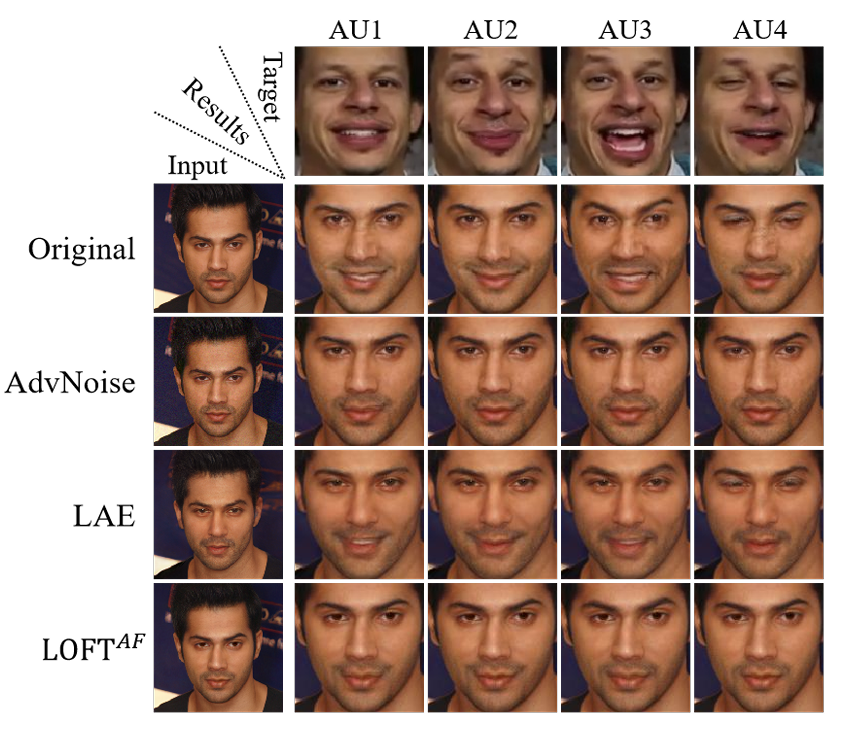 AU1 AU2 AU3 AU4
Target
Results
Input
Original
AdvNoise
LAE
LOFT^AF